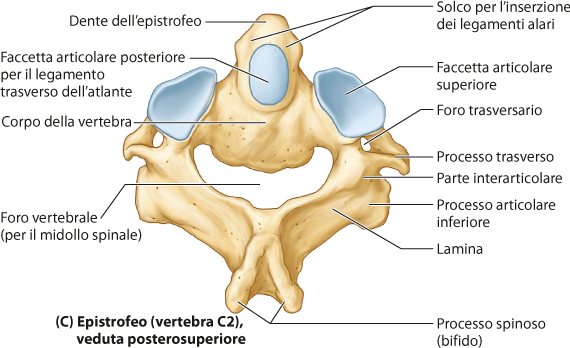 Dente dell'epistrofeo
Faccetta articolare posteriore
per il legamento
trasverso dell'atlante
Corpo della vertebra
Foro vertebrale
(per il midollo spinale)
Solco per l'inserzione
dei legamenti alari
Faccetta articolare
superiore
Foro trasversario
Processo trasverso
Parte interarticolare
Processo articolare
inferiore
Lamina
Processo spinoso
(bifido)
(C) Epistrofeo (vertebra C2),
veduta posterosuperiore